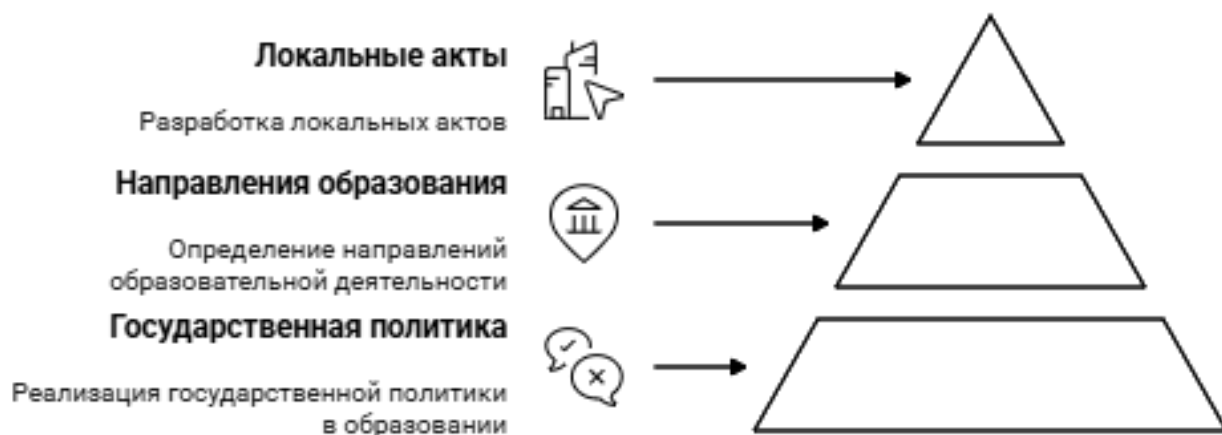 Локальные акты
Разработка локальных актов
Направления образования
Определение направлений
образовательной деятельности
Государственная политика
Реализация государственной политики
в образовании